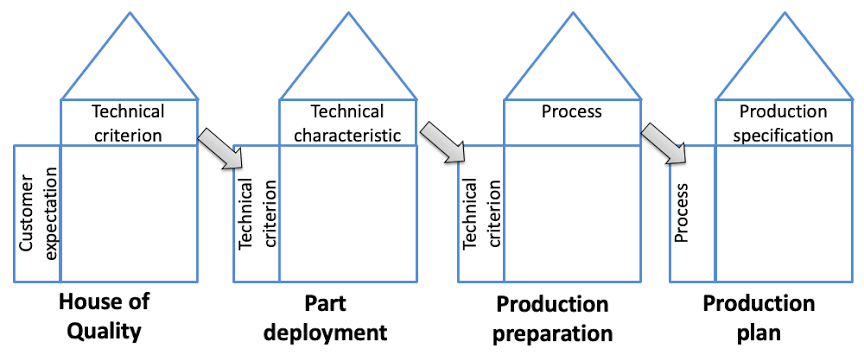 Technical
criterion
Technical
characteristic
Process
Production
specification
Customer
expectation
Technical
criterion
Technical
criterion
Process
House of
Quality
Part
deployment
Production
preparation
Production
plan